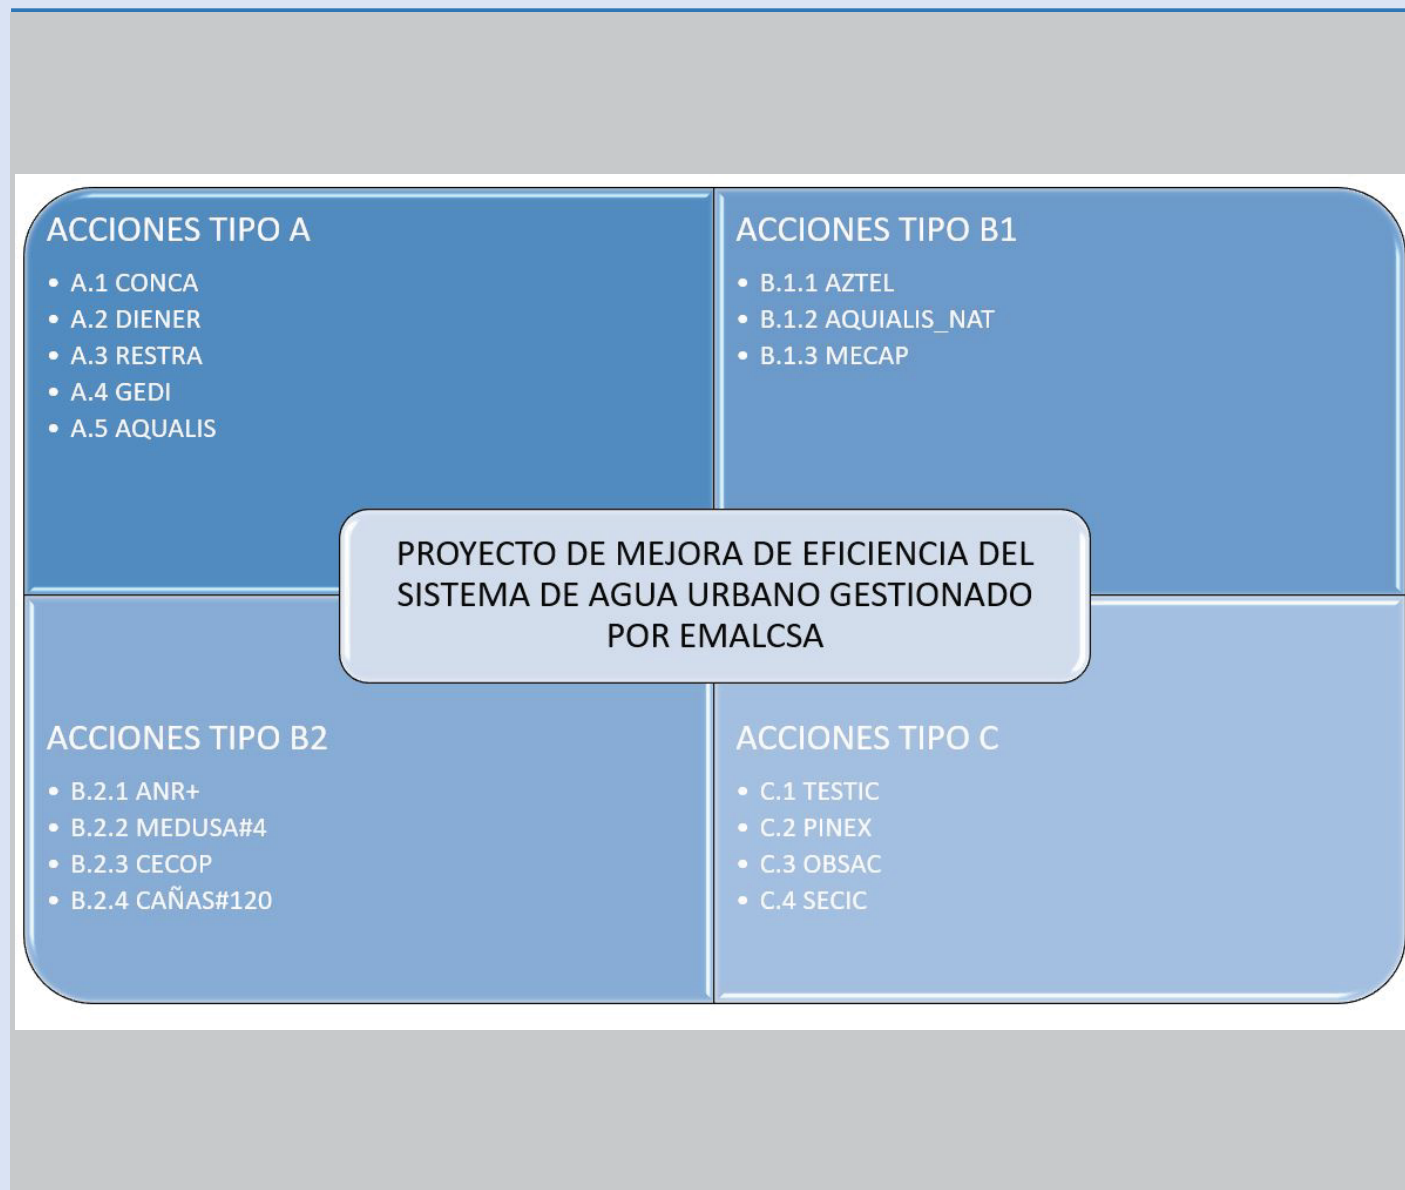 ACCIONES TIPO A
• A.1 CONCA
• A.2 DIENER
• A.3 RESTRA
• A.4 GEDI
• A.5 AQUALIS
ACCIONES TIPO B1
• B.1.1 AZTEL
• B.1.2 AQUIALIS_NAT
• B.1.3 MECAP
PROYECTO DE MEJORA DE EFICIENCIA DEL
SISTEMA DE AGUA URBANO GESTIONADO
POR EMALCSA
ACCIONES TIPO B2
• B.2.1 ANR+
• B.2.2 MEDUSA#4
• B.2.3 CECOP
• B.2.4 CAÑAS#120
ACCIONES TIPO C
• C.1 TESTIC
• C.2 PINEX
• C.3 OBSAC
• C.4 SECIC